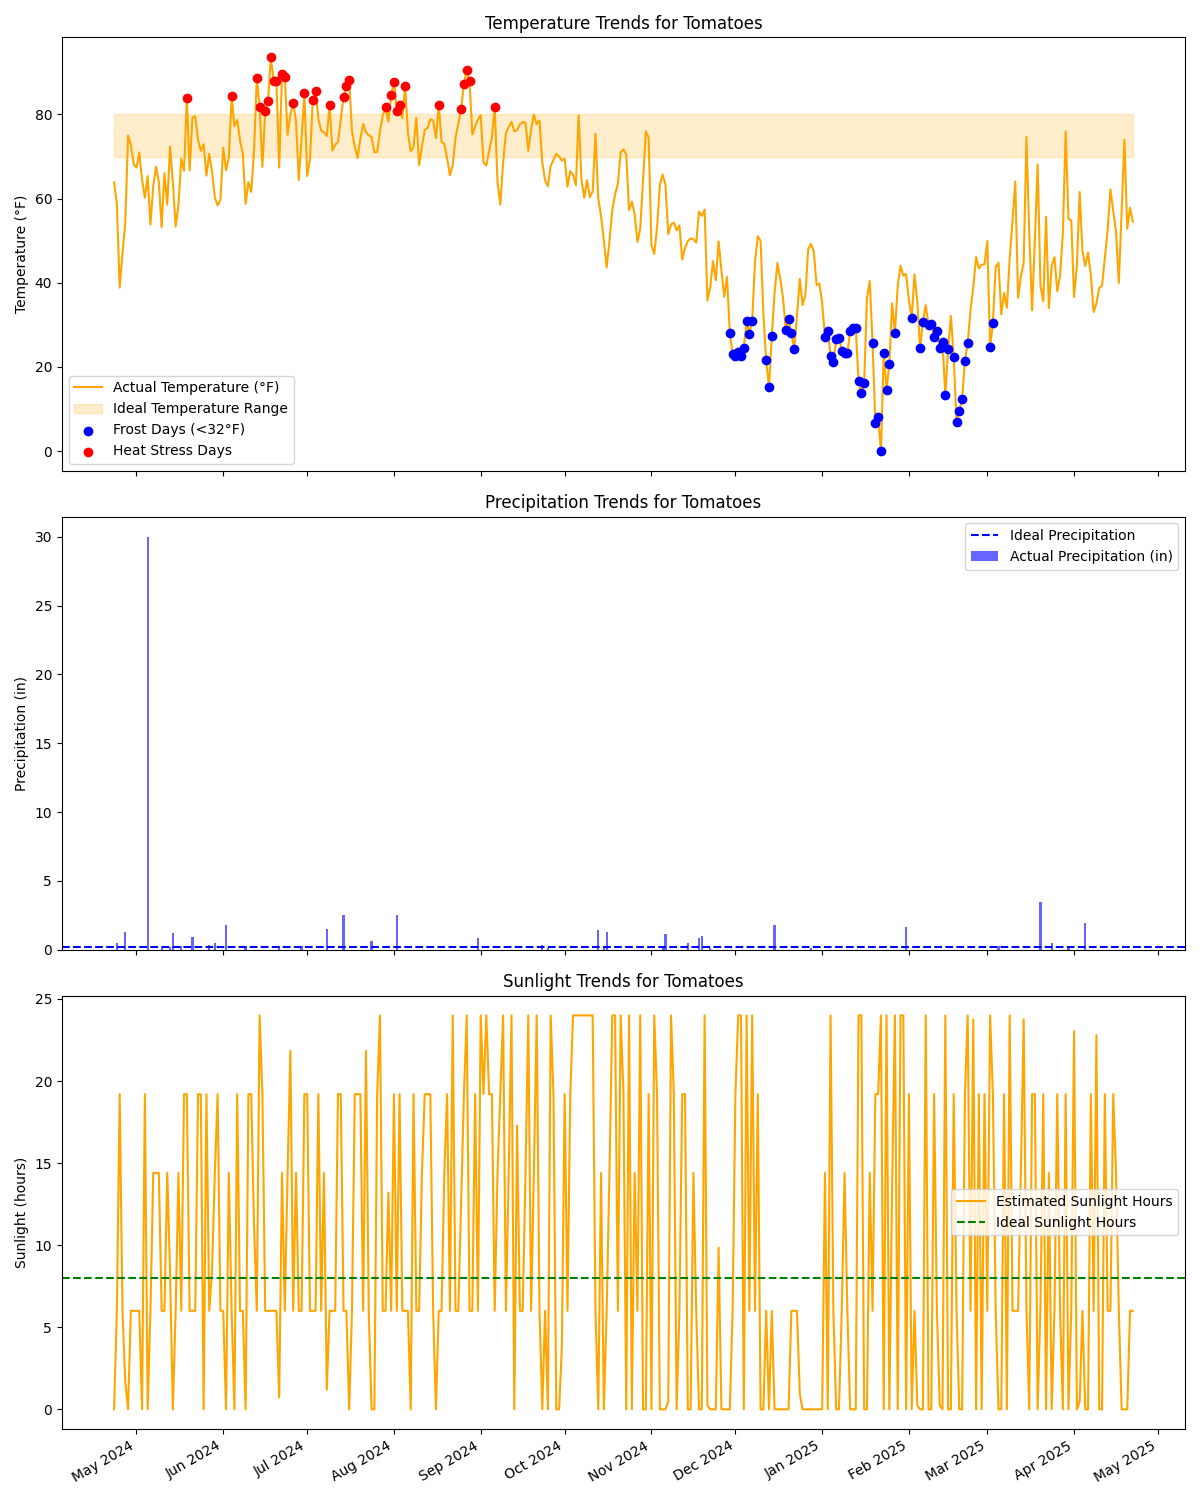 Temperature Trends for Tomatoes
Temperature (°F)
80
60
40
20
0
Actual Temperature (°F)
Ideal Temperature Range
Frost Days (<32°F)
Heat Stress Days
Precipitation Trends for Tomatoes
Precipitation (in)
30
25
20
15
10
5
0
Ideal Precipitation
Actual Precipitation (in)
Sunlight Trends for Tomatoes
Sunlight (hours)
25
20
15
10
5
0
Estimated Sunlight Hours
Ideal Sunlight Hours
May 2024
Jun 2024
Jul 2024
Aug 2024
Sep 2024
Oct 2024
Nov 2024
Dec 2024
Jan 2025
Feb 2025
Mar 2025
Apr 2025
May 2025